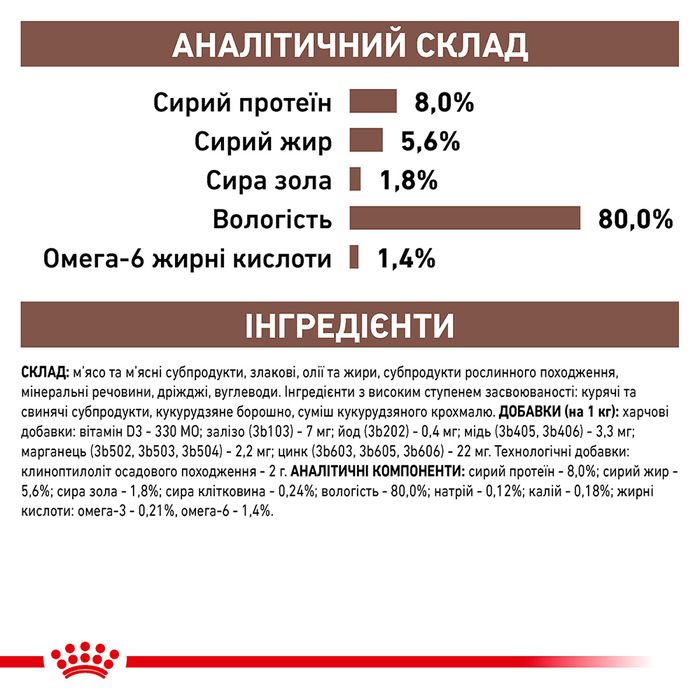 АНАЛІТИЧНИЙ СКЛАД
Сирий протеїн 8,0%
Сирий жир 5,6%
Сира зола 1,8%
Вологість 80,0%
Омега-6 жирні кислоти 1,4%
ІНГРЕДІЄНТИ
СКЛАД: м'ясо та м'ясні субпродукти, злакові, олії та жири, субпродукти рослинного походження,
мінеральні речовини, дріжджі, вуглеводи. Інгредієнти з високим ступенем засвоюваності: курячі та
свинячі субпродукти, кукурудзяне борошно, суміш кукурудзяного крохмалю. ДОБАВКИ (на 1 кг): харчові
добавки: вітамін D3 - 330 МО; залізо (3b103) - 7 мг; йод (3b202) - 0,4 мг; мідь (3b405, 3b406) - 3,3 мг;
марганець (3b502, 3b503, 3b504) - 2,2 мг; цинк (3b603, 3b605, 3b606) - 22 мг. Технологічні добавки:
клиноптилоліт осадового походження - 2 г. АНАЛІТИЧНІ КОМПОНЕНТИ: сирий протеїн - 8,0%; сирий жир -
5,6%; сира зола - 1,8%; сира клітковина - 0,24%; вологість - 80,0%; натрій - 0,12%; калій - 0,18%; жирні
кислоти: омега-3 - 0,21%, омега-6 - 1,4%.